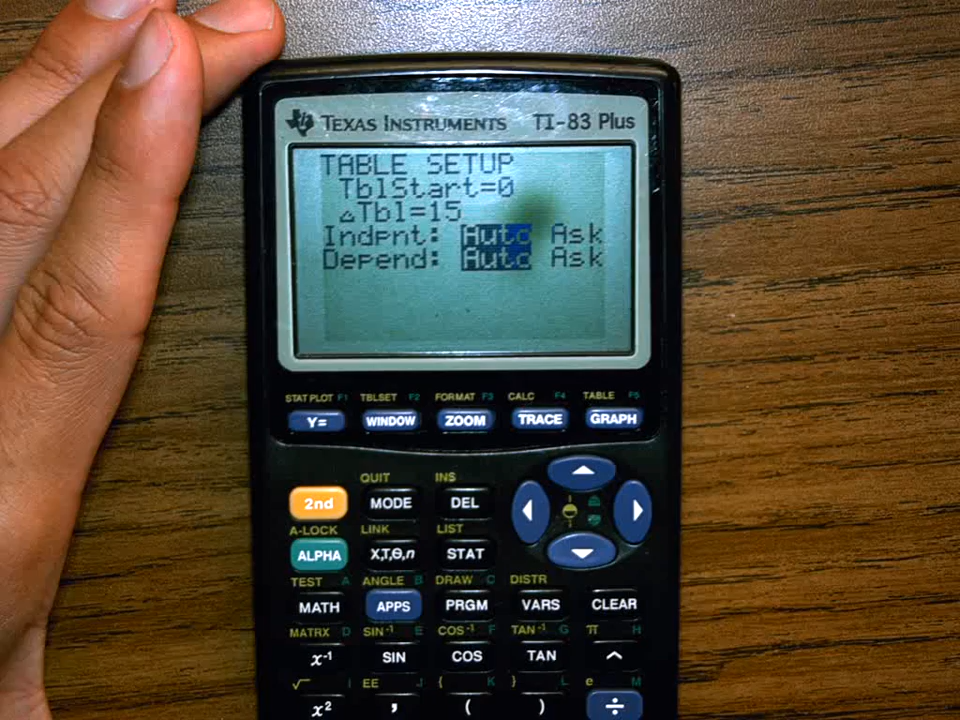 TEXAS INSTRUMENTS TI-83 Plus
TABLE SETUP
TblStart=0
△Tbl=15
Indpnt: Auto Ask
Depend: Auto Ask
STAT PLOT F1 TBLSET F2 FORMAT F3 CALC F4 TABLE F5
Y= WINDOW ZOOM TRACE GRAPH
QUIT INS
2nd MODE DEL
A-LOCK LINK LIST
ALPHA X,T,Θ,n STAT
TEST A ANGLE B DRAW C DISTR
MATH APPS PRGM VARS CLEAR
MATRX D SIN⁻¹ E COS⁻¹ F TAN⁻¹ G π H
x⁻¹ SIN COS TAN ^
√ I EE J { K } L e M
x² , ( ) ÷